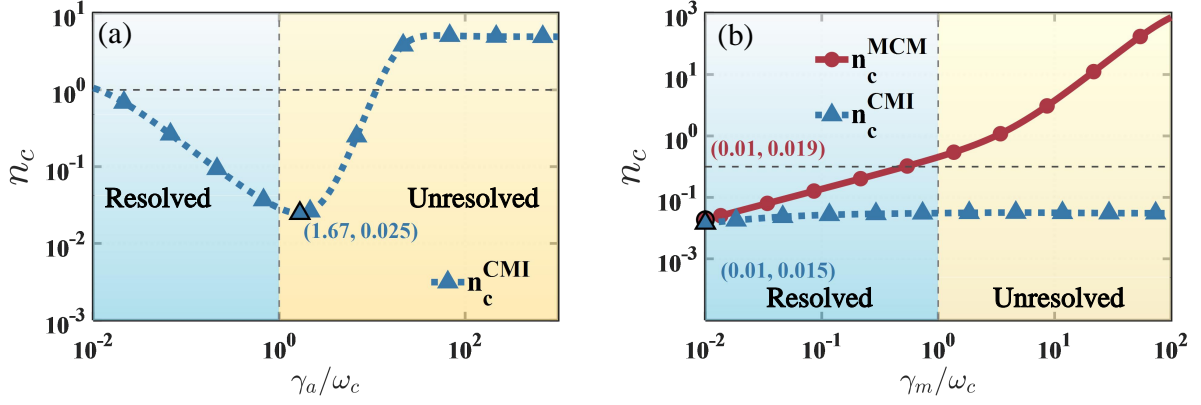 (a)
n_c
10^1
10^0
10^-1
10^-2
10^-3
Resolved
Unresolved
(1.67, 0.025)
n_c^CMI
10^-2
10^0
10^2
γ_a/ω_c
(b)
n_c
10^3
10^1
10^0
10^-1
10^-3
n_c^MCM
n_c^CMI
(0.01, 0.019)
(0.01, 0.015)
Resolved
Unresolved
10^-2
10^-1
10^0
10^1
10^2
γ_m/ω_c